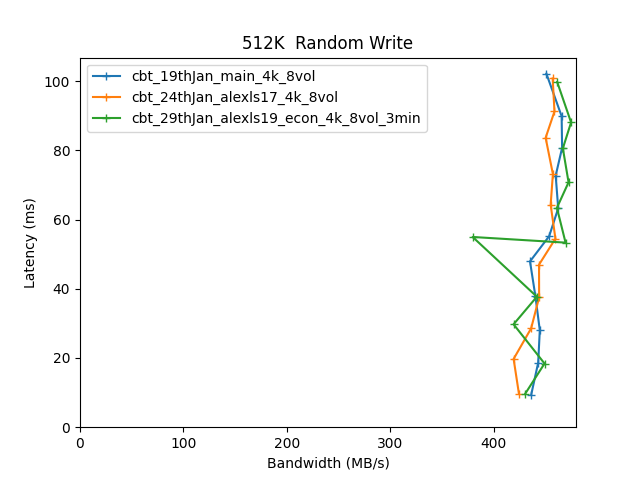 512K  Random Write
cbt_19thJan_main_4k_8vol
cbt_24thJan_alexls17_4k_8vol
cbt_29thJan_alexls19_econ_4k_8vol_3min
100
80
60
40
20
0
Latency (ms)
0 100 200 300 400
Bandwidth (MB/s)